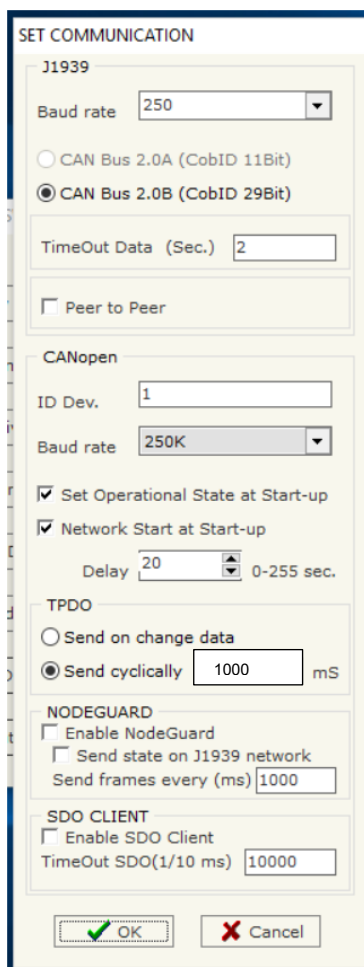 SET COMMUNICATION
J1939
Baud rate 250
CAN Bus 2.0A (CobID 11Bit)
CAN Bus 2.0B (CobID 29Bit)
TimeOut Data (Sec.) 2
Peer to Peer
CANopen
ID Dev. 1
Baud rate 250K
Set Operational State at Start-up
Network Start at Start-up
Delay 20 0-255 sec.
TPDO
Send on change data
Send cyclically 1000 mS
NODEGUARD
Enable NodeGuard
Send state on J1939 network
Send frames every (ms) 1000
SDO CLIENT
Enable SDO Client
TimeOut SDO(1/10 ms) 10000
OK Cancel